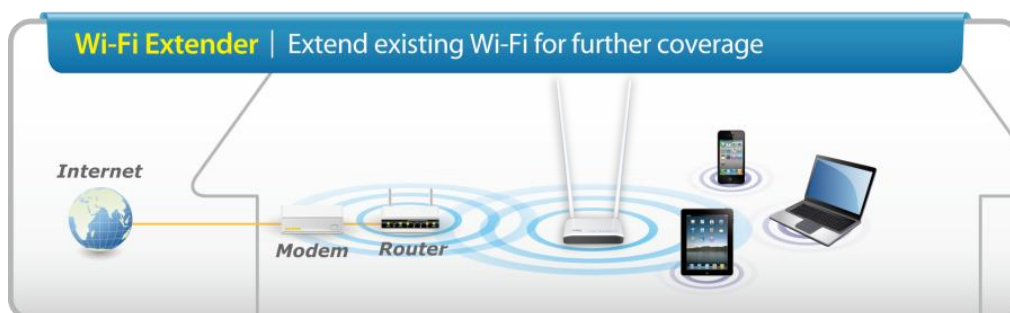 Wi-Fi Extender | Extend existing Wi-Fi for further coverage
Internet
Modem
Router